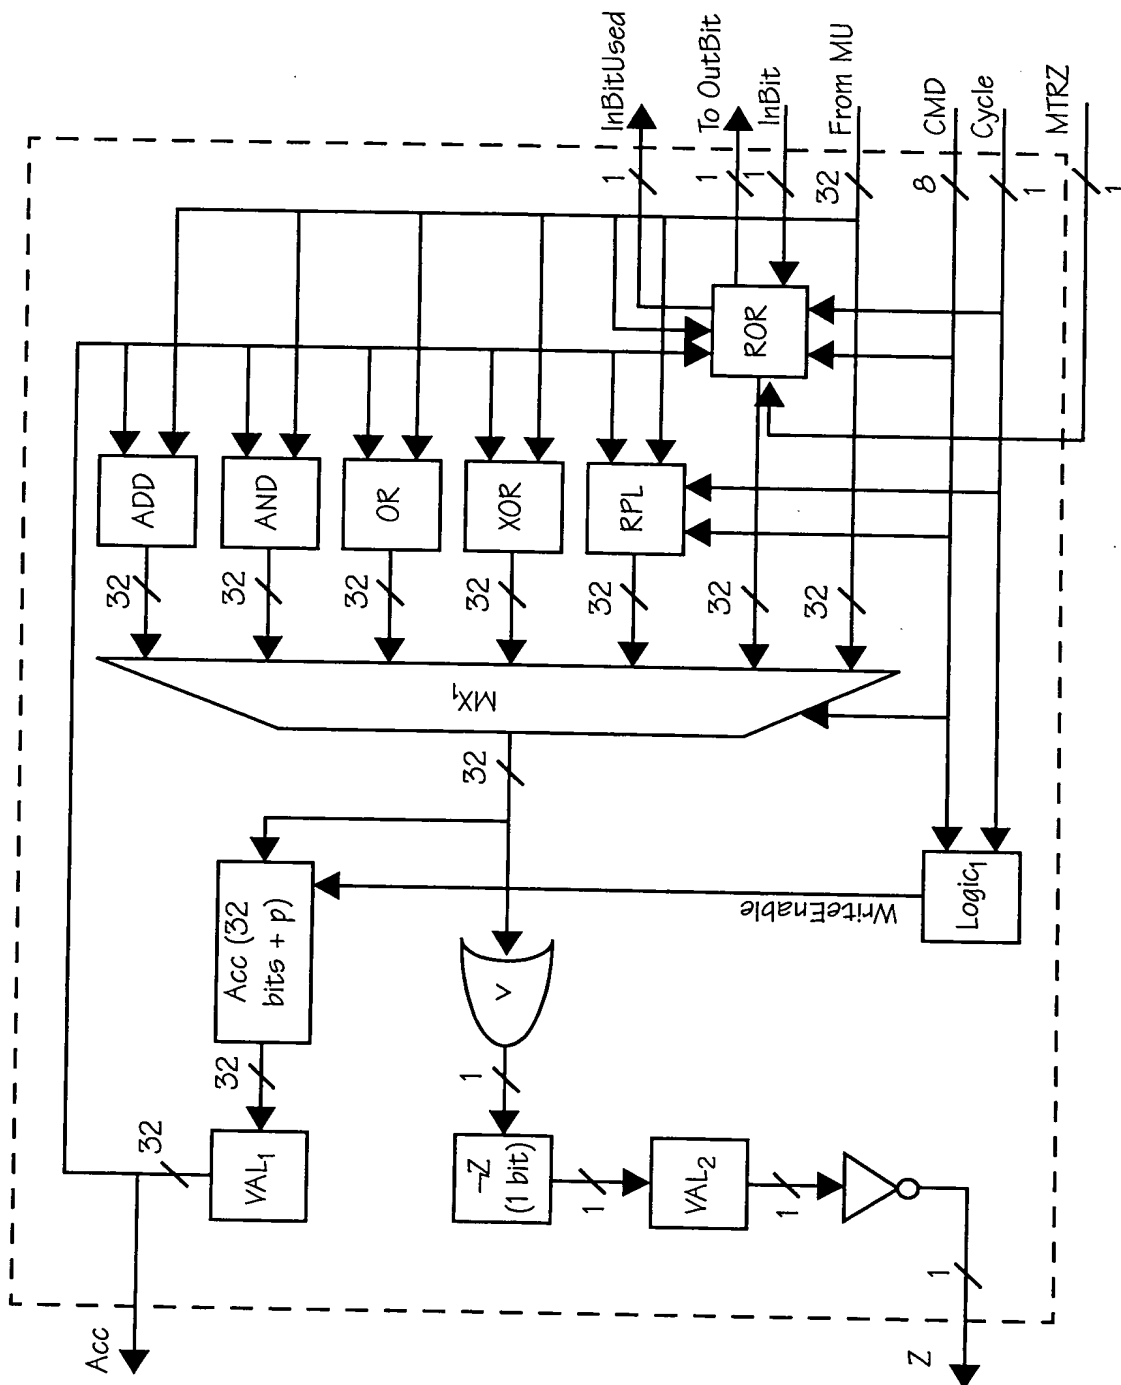 InBitUsed
To OutBit
InBit
From MU
CMD
Cycle
MTRZ
1
1
1
32
8
1
1
ROR
ADD
AND
OR
XOR
RPL
32
32
32
32
32
32
32
MX1
32
WriteEnable
Logic1
Acc (32
bits + p)
V
32
1
VAL1
32
¬Z
(1 bit)
1
VAL2
1
1
Acc
Z